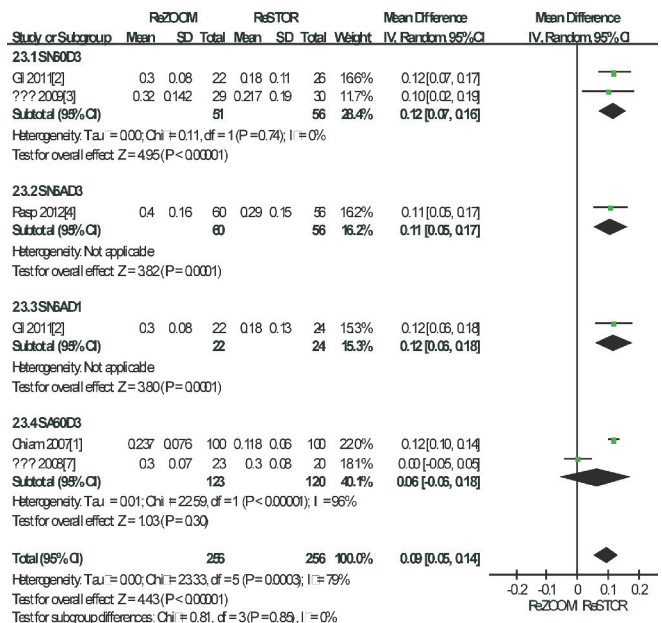 ReZOOM ReSTOR Mean Difference Mean Difference
Study or Subgroup Mean SD Total Mean SD Total Weight IV, Random, 95% CI IV, Random, 95% CI
2.3.1 SN60D3
Gil 2011[2] 0.3 0.08 22 0.18 0.11 26 16.6% 0.12 [0.07, 0.17]
??? 2009[3] 0.32 0.142 29 0.217 0.19 30 11.7% 0.10 [0.02, 0.19]
Subtotal (95% CI) 51 56 28.4% 0.12 [0.07, 0.16]
Heterogeneity: Tau□= 0.00; Chi□= 0.11, df = 1 (P = 0.74); I□= 0%
Test for overall effect: Z = 4.95 (P < 0.00001)
2.3.2 SN6AD3
Rasp 2012[4] 0.4 0.16 60 0.29 0.15 56 16.2% 0.11 [0.05, 0.17]
Subtotal (95% CI) 60 56 16.2% 0.11 [0.05, 0.17]
Heterogeneity: Not applicable
Test for overall effect: Z = 3.82 (P = 0.0001)
2.3.3 SN6AD1
Gil 2011[2] 0.3 0.08 22 0.18 0.13 24 15.3% 0.12 [0.06, 0.18]
Subtotal (95% CI) 22 24 15.3% 0.12 [0.06, 0.18]
Heterogeneity: Not applicable
Test for overall effect: Z = 3.80 (P = 0.0001)
2.3.4 SA60D3
Chiam 2007[1] 0.237 0.076 100 0.118 0.06 100 22.0% 0.12 [0.10, 0.14]
??? 2008[7] 0.3 0.07 23 0.3 0.08 20 18.1% 0.00 [-0.05, 0.05]
Subtotal (95% CI) 123 120 40.1% 0.06 [-0.06, 0.18]
Heterogeneity: Tau□= 0.01; Chi□= 22.59, df = 1 (P < 0.00001); I□= 96%
Test for overall effect: Z = 1.03 (P = 0.30)
Total (95% CI) 256 256 100.0% 0.09 [0.05, 0.14]
Heterogeneity: Tau□= 0.00; Chi□= 23.33, df = 5 (P = 0.0003); I□= 79%
Test for overall effect: Z = 4.43 (P < 0.00001)
Test for subgroup differences: Chi□= 0.81, df = 3 (P = 0.85), I□= 0%
-0.2 -0.1 0 0.1 0.2
ReZOOM ReSTOR